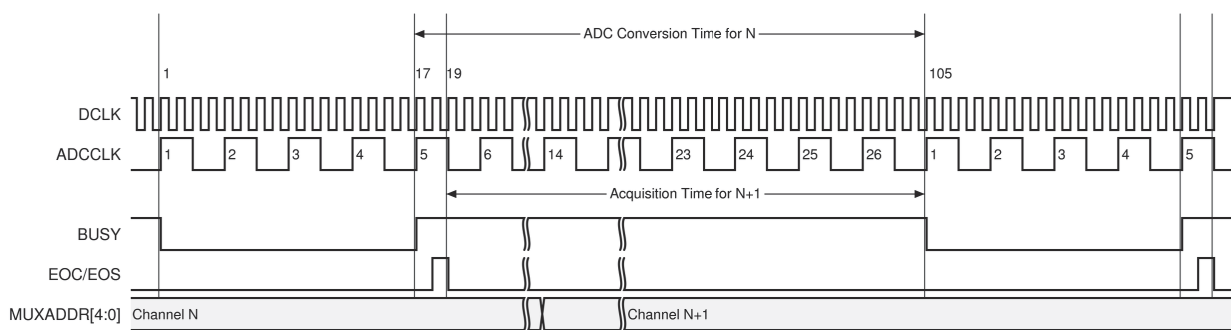 ADC Conversion Time for N
1 17 19 105
DCLK
ADCCLK 1 2 3 4 5 6 14 23 24 25 26 1 2 3 4 5
Acquisition Time for N+1
BUSY
EOC/EOS
MUXADDR[4:0] Channel N Channel N+1